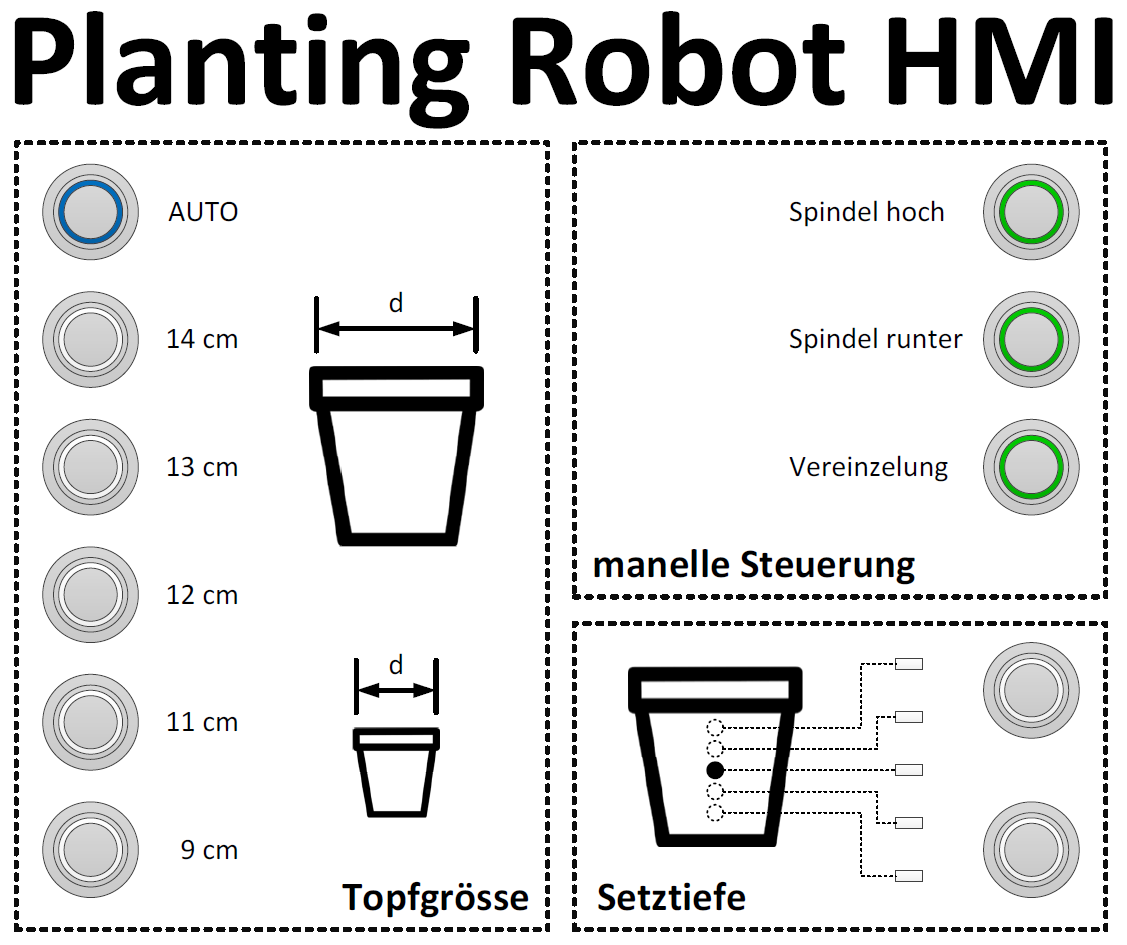 Planting Robot HMI
AUTO
14 cm
13 cm
12 cm
11 cm
9 cm
d
d
Topfgrösse
Spindel hoch
Spindel runter
Vereinzelung
manelle Steuerung
Setztiefe